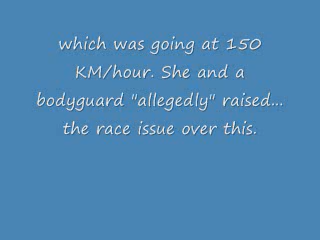 which was going at 150
KM/hour. She and a
bodyguard "allegedly" raised...
the race issue over this.